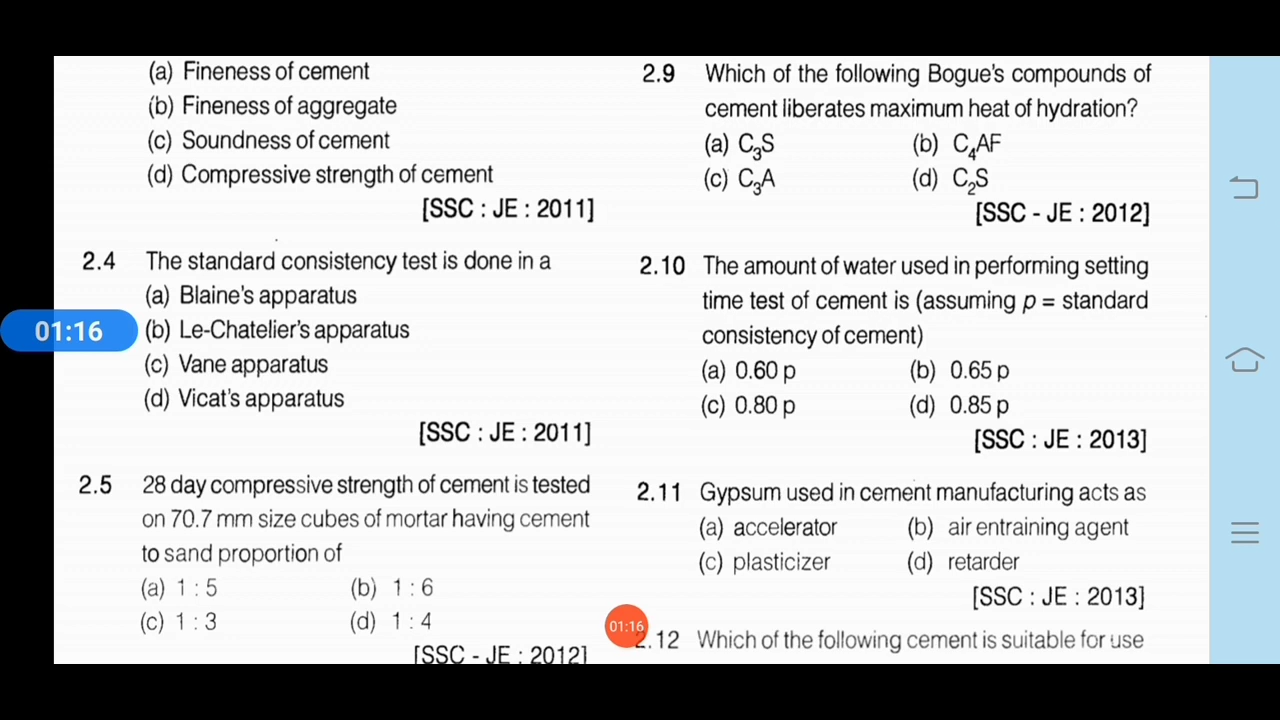 (a) Fineness of cement
(b) Fineness of aggregate
(c) Soundness of cement
(d) Compressive strength of cement
[SSC : JE : 2011]
2.4 The standard consistency test is done in a
(a) Blaine's apparatus
(b) Le-Chatelier's apparatus
(c) Vane apparatus
(d) Vicat's apparatus
[SSC : JE : 2011]
2.5 28 day compressive strength of cement is tested
on 70.7 mm size cubes of mortar having cement
to sand proportion of
(a) 1 : 5 (b) 1 : 6
(c) 1 : 3 (d) 1 : 4
[SSC - JE : 2012]
2.9 Which of the following Bogue's compounds of
cement liberates maximum heat of hydration?
(a) C₃S (b) C₄AF
(c) C₃A (d) C₂S
[SSC - JE : 2012]
2.10 The amount of water used in performing setting
time test of cement is (assuming p = standard
consistency of cement)
(a) 0.60 p (b) 0.65 p
(c) 0.80 p (d) 0.85 p
[SSC : JE : 2013]
2.11 Gypsum used in cement manufacturing acts as
(a) accelerator (b) air entraining agent
(c) plasticizer (d) retarder
[SSC : JE : 2013]
2.12 Which of the following cement is suitable for use
01:16
01:16